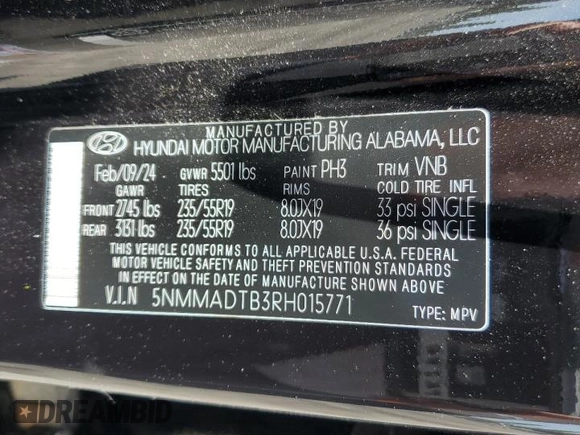 MANUFACTURED BY
HYUNDAI MOTOR MANUFACTURING ALABAMA, LLC
Feb/09/24 GVWR 5501 lbs PAINT PH3 TRIM VNB
GAWR TIRES RIMS COLD TIRE INFL
FRONT 2745 lbs 235/55R19 8.0JX19 33 psi SINGLE
REAR 3131 lbs 235/55R19 8.0JX19 36 psi SINGLE
THIS VEHICLE CONFORMS TO ALL APPLICABLE U.S.A. FEDERAL
MOTOR VEHICLE SAFETY AND THEFT PREVENTION STANDARDS
IN EFFECT ON THE DATE OF MANUFACTURE SHOWN ABOVE
V.I.N 5NMMADTB3RH015771
TYPE: MPV
DREAMBID